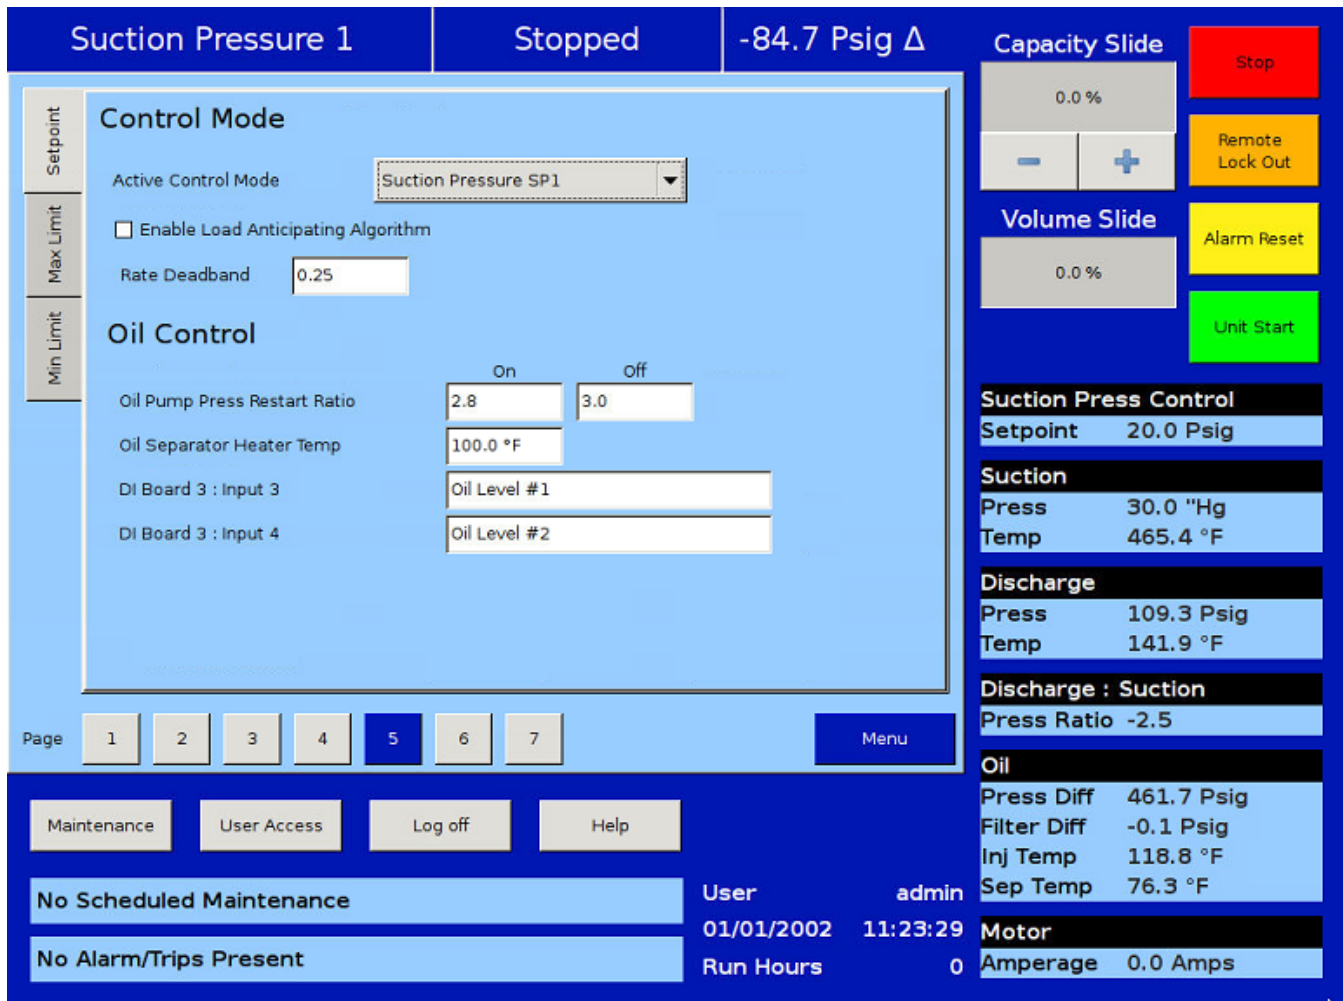 Suction Pressure 1 Stopped -84.7 Psig Δ
Setpoint
Max Limit
Min Limit
Control Mode
Active Control Mode Suction Pressure SP1
Enable Load Anticipating Algorithm
Rate Deadband 0.25
Oil Control
On Off
Oil Pump Press Restart Ratio 2.8 3.0
Oil Separator Heater Temp 100.0 °F
DI Board 3 : Input 3 Oil Level #1
DI Board 3 : Input 4 Oil Level #2
Page 1 2 3 4 5 6 7 Menu
Maintenance User Access Log off Help
No Scheduled Maintenance
No Alarm/Trips Present
User admin
01/01/2002 11:23:29
Run Hours 0
Capacity Slide
0.0 %
Volume Slide
0.0 %
Stop
Remote
Lock Out
Alarm Reset
Unit Start
Suction Press Control
Setpoint 20.0 Psig
Suction
Press 30.0 "Hg
Temp 465.4 °F
Discharge
Press 109.3 Psig
Temp 141.9 °F
Discharge : Suction
Press Ratio -2.5
Oil
Press Diff 461.7 Psig
Filter Diff -0.1 Psig
Inj Temp 118.8 °F
Sep Temp 76.3 °F
Motor
Amperage 0.0 Amps